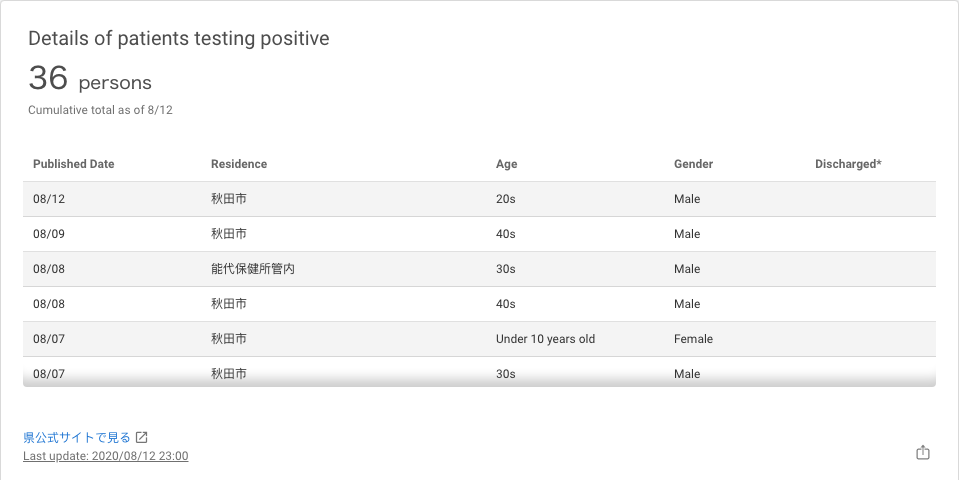 Details of patients testing positive
36 persons
Cumulative total as of 8/12
Published Date Residence Age Gender Discharged*
08/12 秋田市 20s Male
08/09 秋田市 40s Male
08/08 能代保健所管内 30s Male
08/08 秋田市 40s Male
08/07 秋田市 Under 10 years old Female
08/07 秋田市 30s Male
県公式サイトで見る
Last update: 2020/08/12 23:00